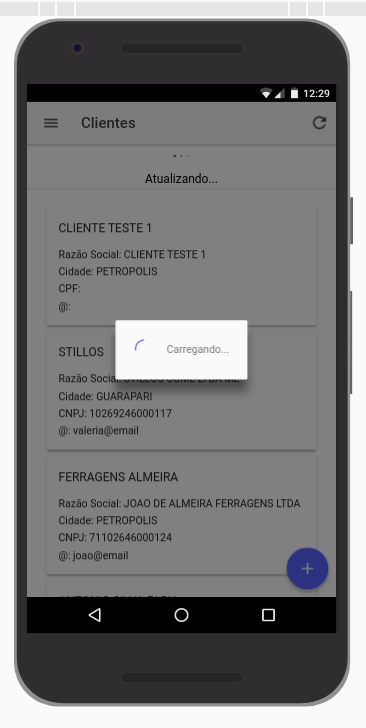 12:29
Clientes
Atualizando...
CLIENTE TESTE 1
Razão Social: CLIENTE TESTE 1
Cidade: PETROPOLIS
CPF:
@:
Carregando...
STILLOS
Razão Social:
Cidade: GUARAPARI
CNPJ: 10269246000117
@: valeria@email
FERRAGENS ALMEIRA
Razão Social: JOAO DE ALMEIRA FERRAGENS LTDA
Cidade: PETROPOLIS
CNPJ: 71102646000124
@: joao@email
+